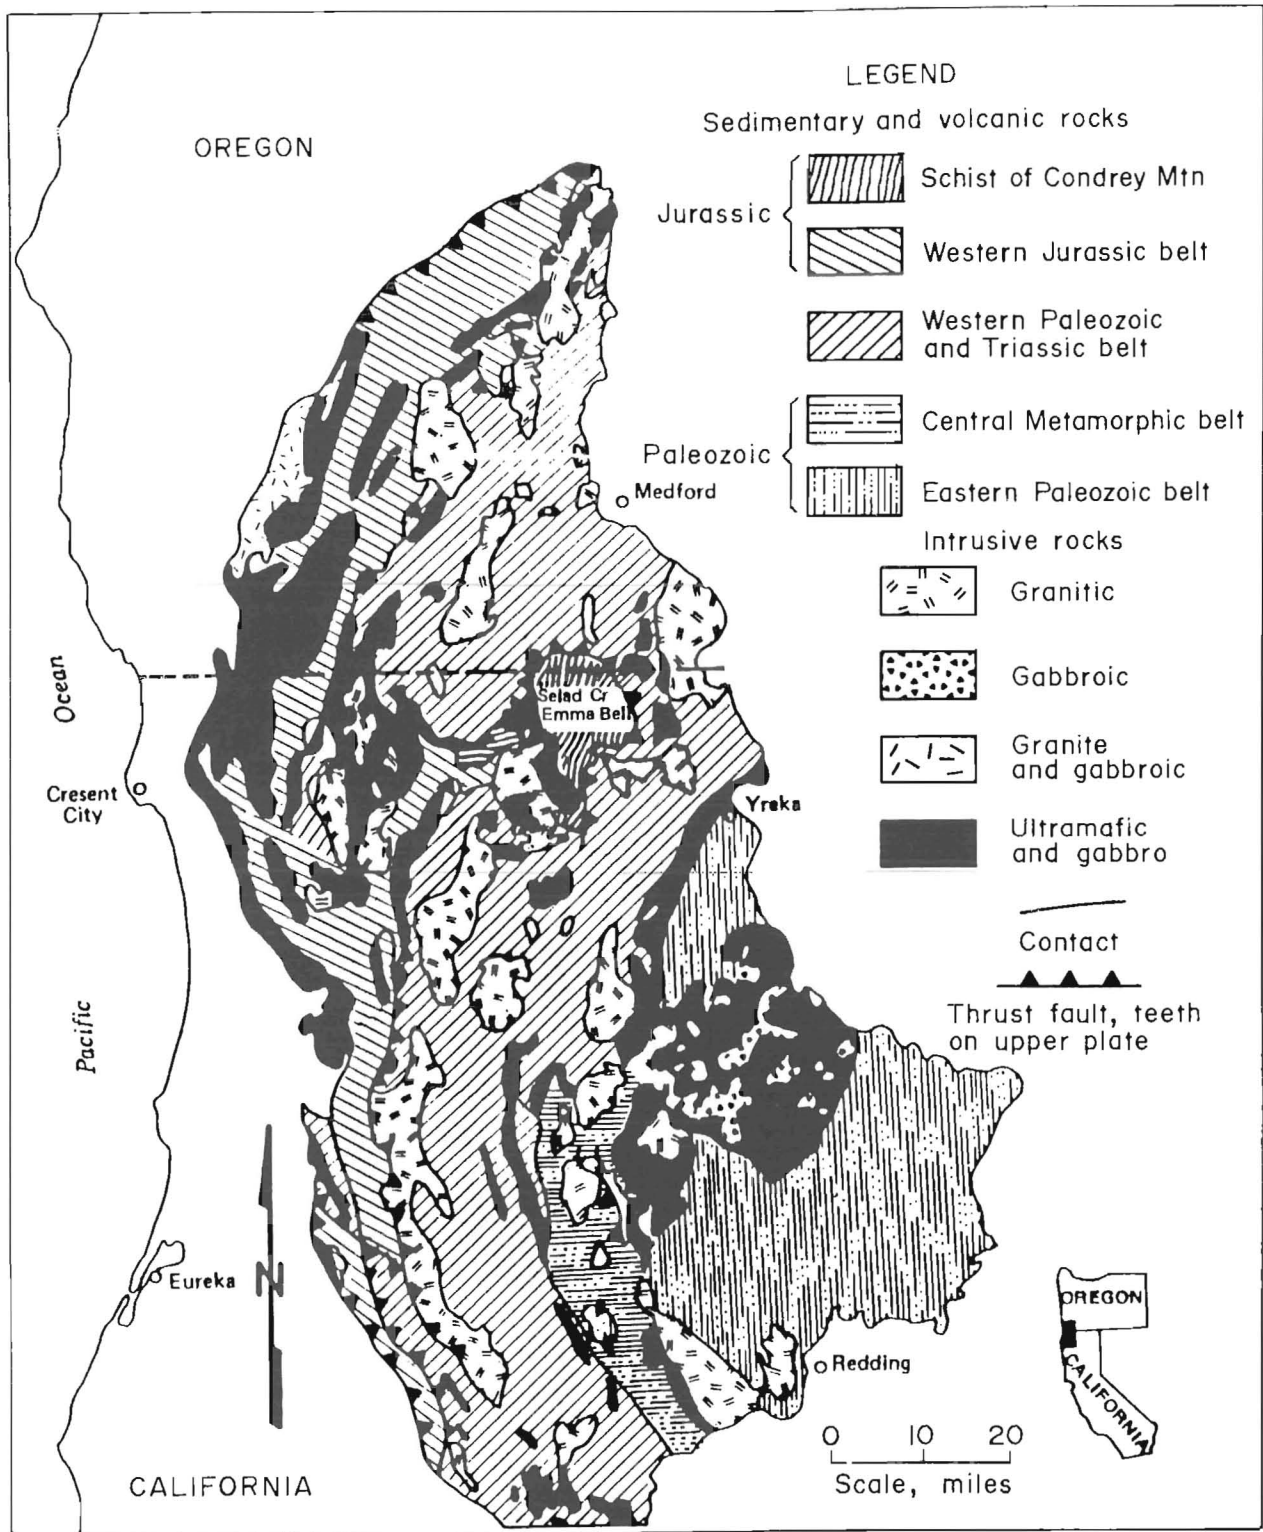 LEGEND
Sedimentary and volcanic rocks
Jurassic
Schist of Condrey Mtn
Western Jurassic belt
Western Paleozoic
and Triassic belt
Paleozoic
Central Metamorphic belt
Eastern Paleozoic belt
Intrusive rocks
Granitic
Gabbroic
Granite
and gabbroic
Ultramafic
and gabbro
Contact
Thrust fault, teeth
on upper plate
OREGON
Medford
Ocean
Seiad Cr
Emma Bell
Cresent
City
Yreka
Pacific
N
Eureka
Redding
OREGON
CALIFORNIA
0 10 20
Scale, miles
CALIFORNIA